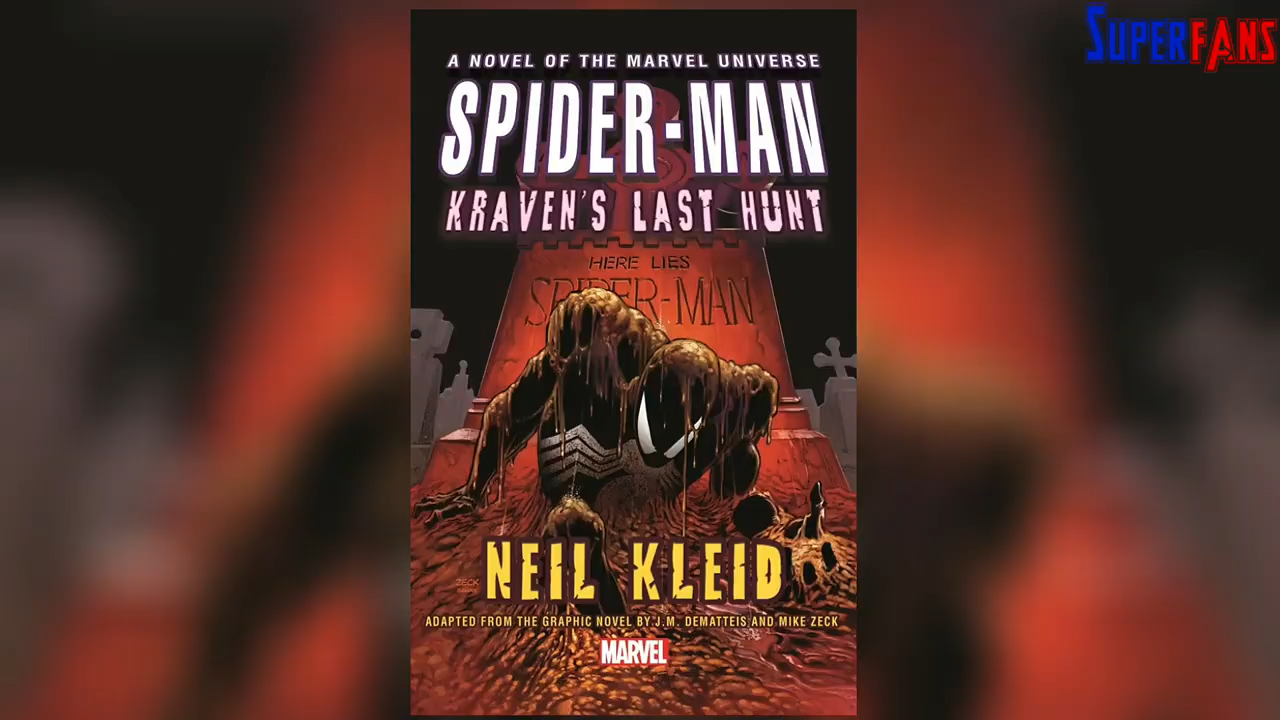 SUPERFANS
A NOVEL OF THE MARVEL UNIVERSE
SPIDER-MAN
KRAVEN'S LAST HUNT
HERE LIES
SPIDER-MAN
ZECK
NEIL KLEID
ADAPTED FROM THE GRAPHIC NOVEL BY J.M. DEMATTEIS AND MIKE ZECK
MARVEL